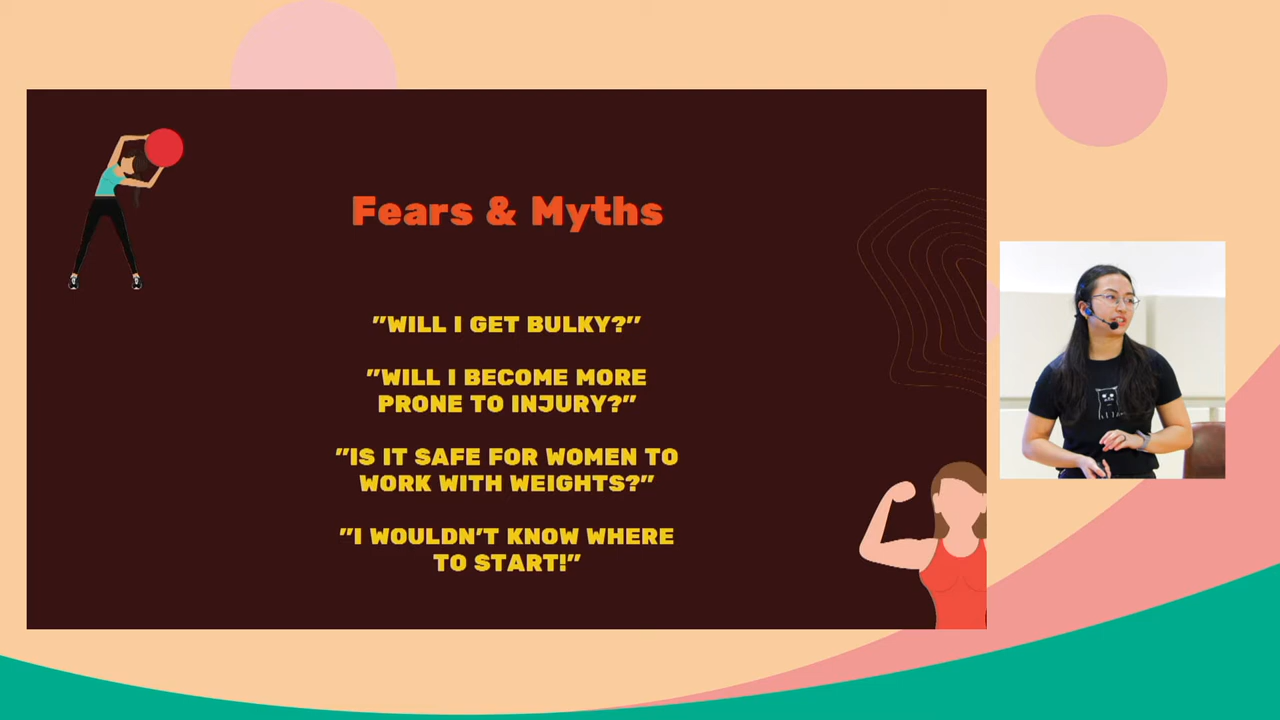 Fears & Myths
"WILL I GET BULKY?"
"WILL I BECOME MORE
PRONE TO INJURY?"
"IS IT SAFE FOR WOMEN TO
WORK WITH WEIGHTS?"
"I WOULDN'T KNOW WHERE
TO START!"